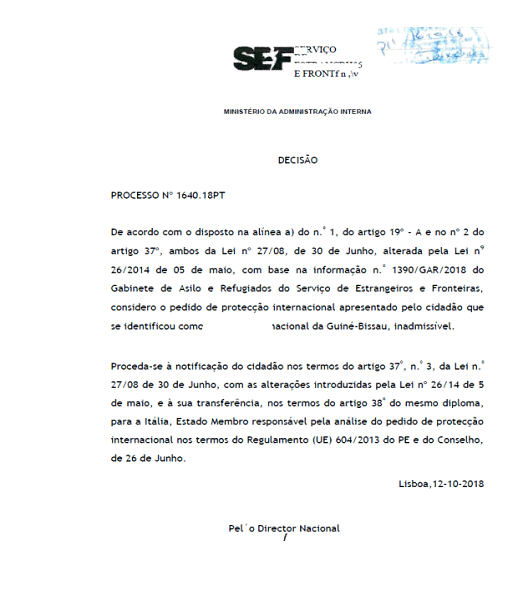 SEF SERVIÇO
DE
ESTRANGEIROS
E FRONT
MINISTÉRIO DA ADMINISTRAÇÃO INTERNA
DECISÃO
PROCESSO Nº 1640.18PT
De acordo com o disposto na alínea a) do n.º 1, do artigo 19º - A e no nº 2 do
artigo 37º, ambos da Lei nº 27/08, de 30 de Junho, alterada pela Lei nº
26/2014 de 05 de maio, com base na informação n.º 1390/GAR/2018 do
Gabinete de Asilo e Refugiados do Serviço de Estrangeiros e Fronteiras,
considero o pedido de protecção internacional apresentado pelo cidadão que
se identificou como nacional da Guiné-Bissau, inadmissível.
Proceda-se à notificação do cidadão nos termos do artigo 37º, n.º 3, da Lei n.º
27/08 de 30 de Junho, com as alterações introduzidas pela Lei nº 26/14 de 5
de maio, e à sua transferência, nos termos do artigo 38º do mesmo diploma,
para a Itália, Estado Membro responsável pela análise do pedido de protecção
internacional nos termos do Regulamento (UE) 604/2013 do PE e do Conselho,
de 26 de Junho.
Lisboa,12-10-2018
Pel´o Director Nacional